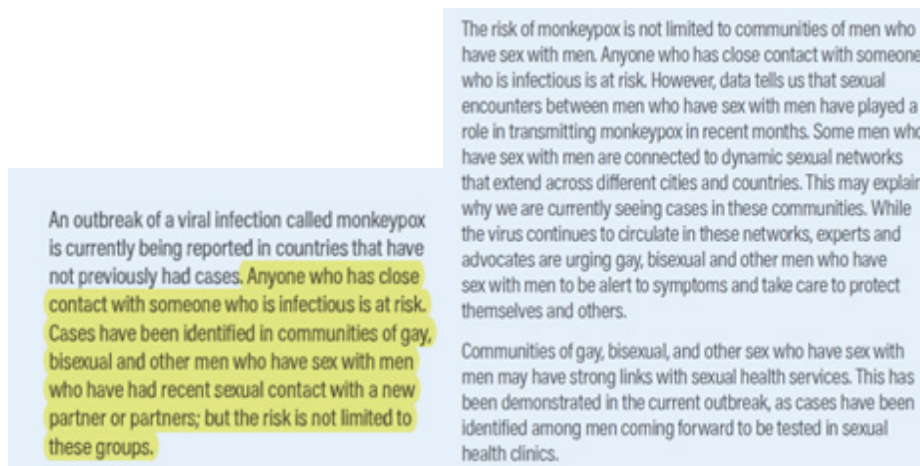 An outbreak of a viral infection called monkeypox
is currently being reported in countries that have
not previously had cases. Anyone who has close
contact with someone who is infectious is at risk.
Cases have been identified in communities of gay,
bisexual and other men who have sex with men
who have had recent sexual contact with a new
partner or partners; but the risk is not limited to
these groups.
The risk of monkeypox is not limited to communities of men who
have sex with men. Anyone who has close contact with someone
who is infectious is at risk. However, data tells us that sexual
encounters between men who have sex with men have played a
role in transmitting monkeypox in recent months. Some men who
have sex with men are connected to dynamic sexual networks
that extend across different cities and countries. This may explain
why we are currently seeing cases in these communities. While
the virus continues to circulate in these networks, experts and
advocates are urging gay, bisexual and other men who have
sex with men to be alert to symptoms and take care to protect
themselves and others.
Communities of gay, bisexual, and other sex who have sex with
men may have strong links with sexual health services. This has
been demonstrated in the current outbreak, as cases have been
identified among men coming forward to be tested in sexual
health clinics.